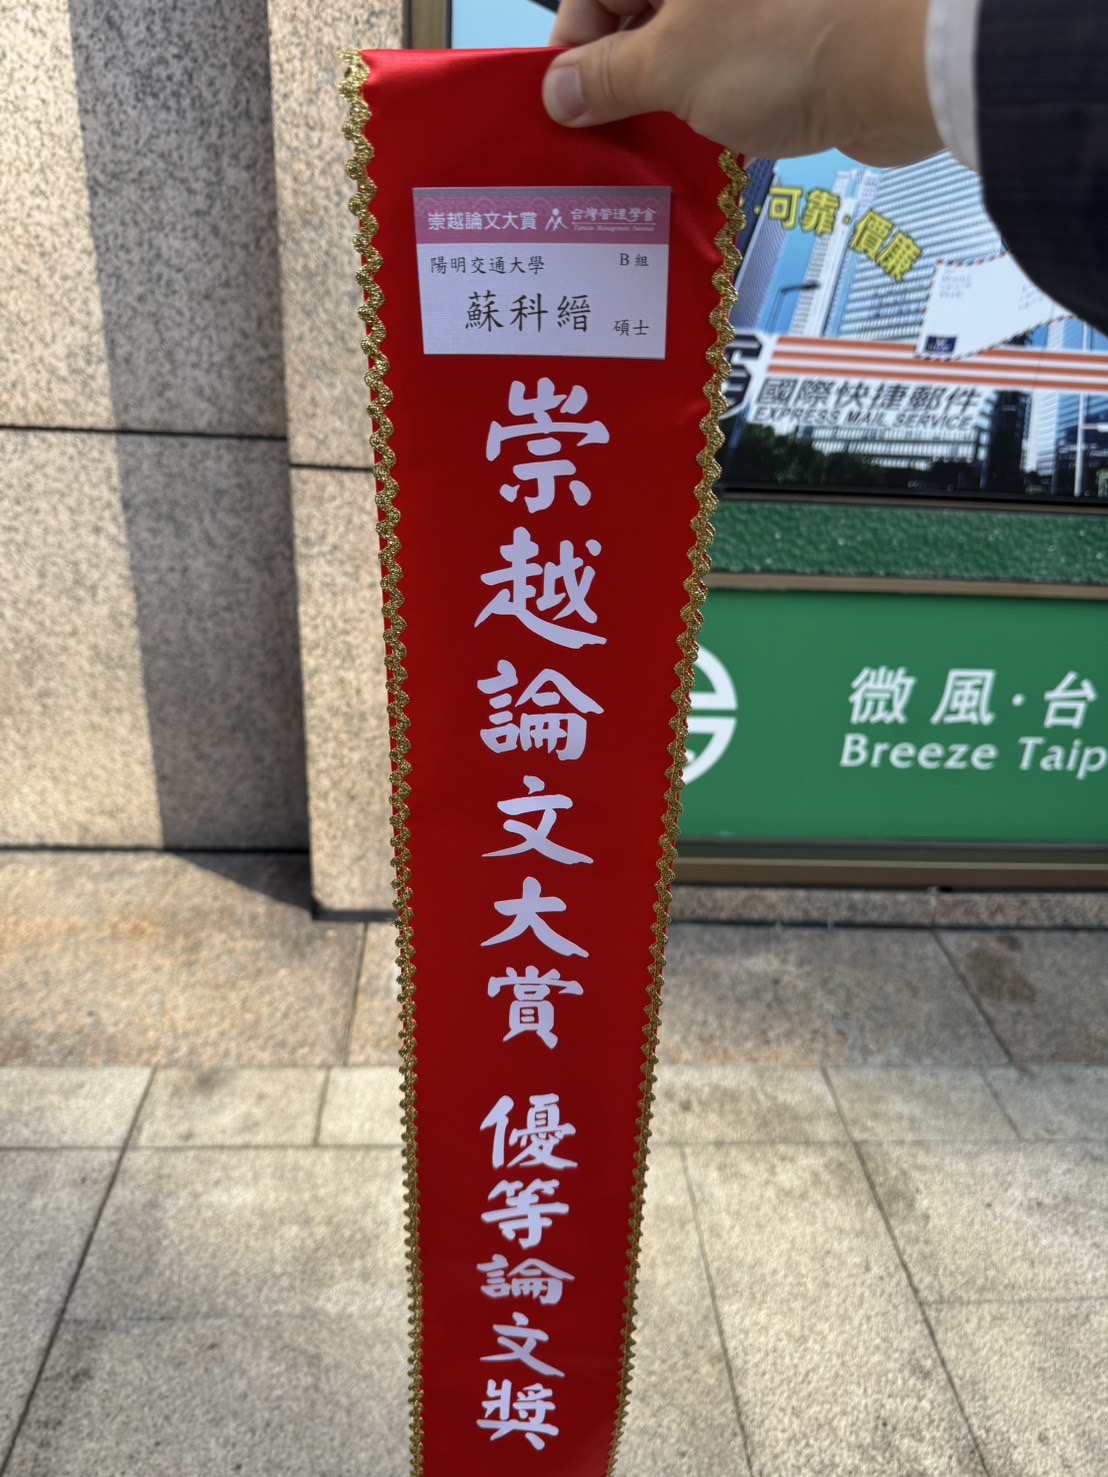 崇越論文大賞
台灣管理學會
Taiwan Management Institute
陽明交通大學
B 組
蘇科縉
碩士
崇越論文大賞
優等論文獎
·可靠·價廉
國際快捷郵件
EXPRESS MAIL SERVICE
微風·台
Breeze Taip